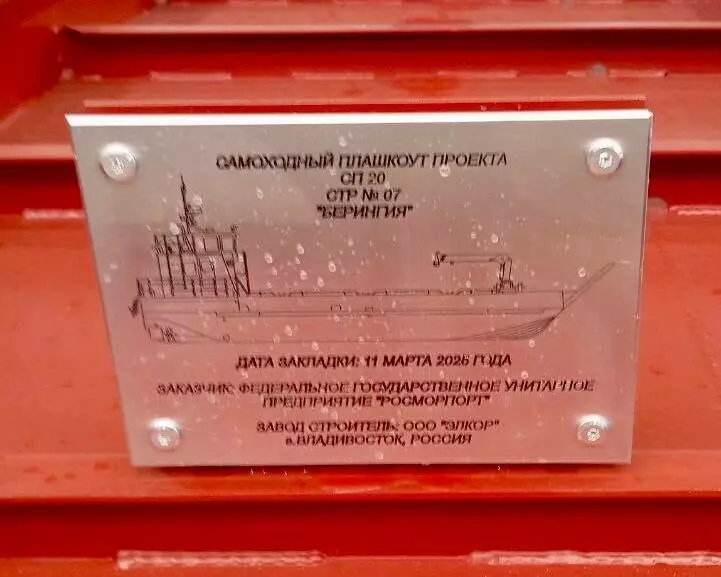 САМОХОДНЫЙ ПЛАШКОУТ ПРОЕКТА
СП 20
СТР № 07
"БЕРИНГИЯ"
ДАТА ЗАКЛАДКИ: 11 МАРТА 2025 ГОДА
ЗАКАЗЧИК: ФЕДЕРАЛЬНОЕ ГОСУДАРСТВЕННОЕ УНИТАРНОЕ
ПРЕДПРИЯТИЕ "РОСМОРПОРТ"
ЗАВОД СТРОИТЕЛЬ: ООО "ЭЛКОР"
г.ВЛАДИВОСТОК, РОССИЯ